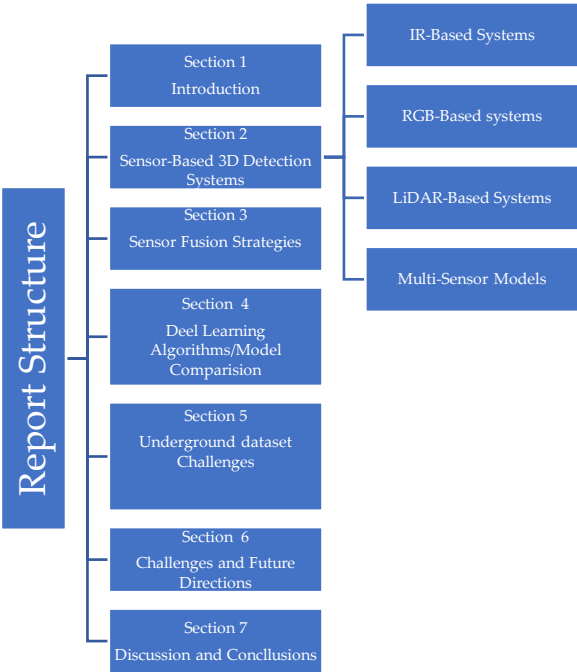 Report Structure
Section 1
Introduction
Section 2
Sensor-Based 3D Detection
Systems
Section 3
Sensor Fusion Strategies
Section 4
Deel Learning
Algorithms/Model
Comparision
Section 5
Underground dataset
Challenges
Section 6
Challenges and Future
Directions
Section 7
Discussion and Concllusions
IR-Based Systems
RGB-Based systems
LiDAR-Based Systems
Multi-Sensor Models